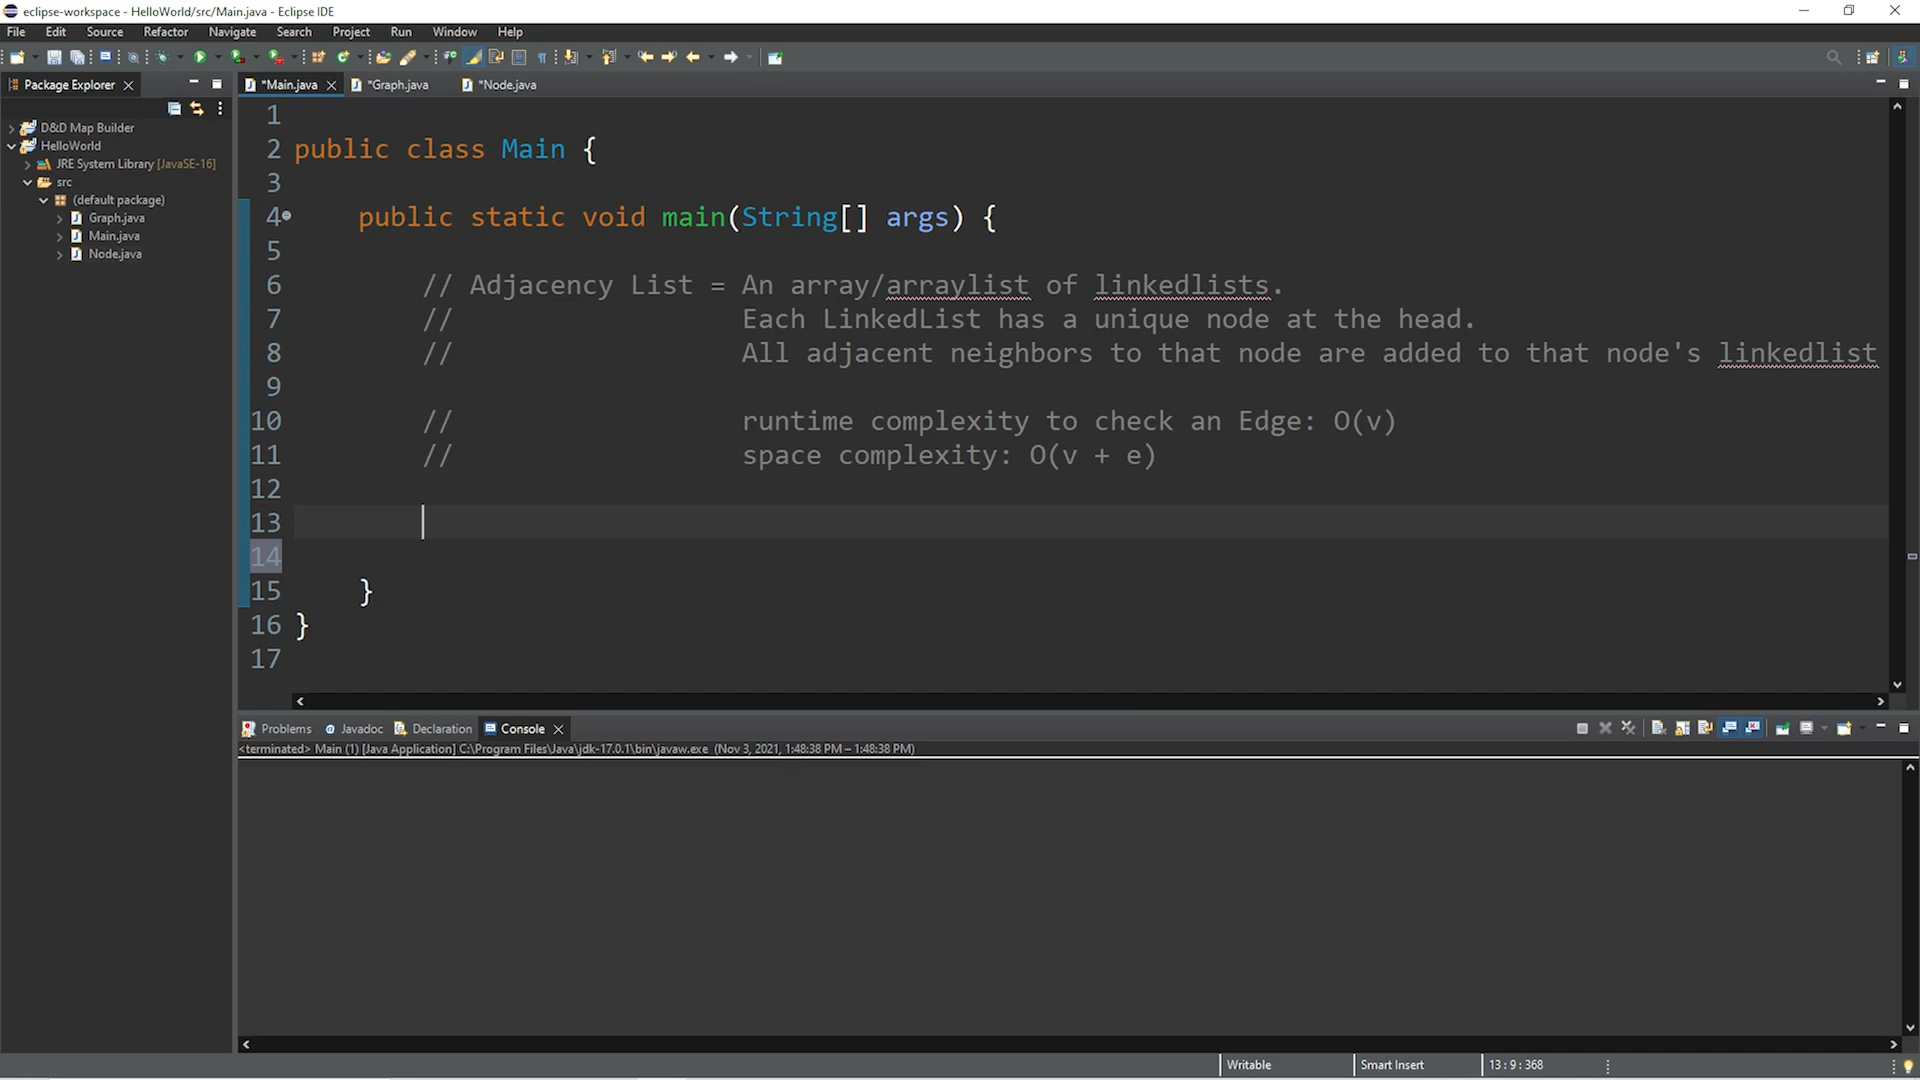 eclipse-workspace - HelloWorld/src/Main.java - Eclipse IDE
File Edit Source Refactor Navigate Search Project Run Window Help
Package Explorer
*Main.java *Graph.java *Node.java
D&D Map Builder
HelloWorld
JRE System Library [JavaSE-16]
src
(default package)
Graph.java
Main.java
Node.java
1
2 public class Main {
3
4 public static void main(String[] args) {
5
6 // Adjacency List = An array/arraylist of linkedlists.
7 // Each LinkedList has a unique node at the head.
8 // All adjacent neighbors to that node are added to that node's linkedlist
9
10 // runtime complexity to check an Edge: O(v)
11 // space complexity: O(v + e)
12
13
14
15 }
16 }
17
Problems Javadoc Declaration Console
<terminated> Main (1) [Java Application] C:\Program Files\Java\jdk-17.0.1\bin\javaw.exe (Nov 3, 2021, 1:48:38 PM – 1:48:38 PM)
Writable Smart Insert 13 : 9 : 368